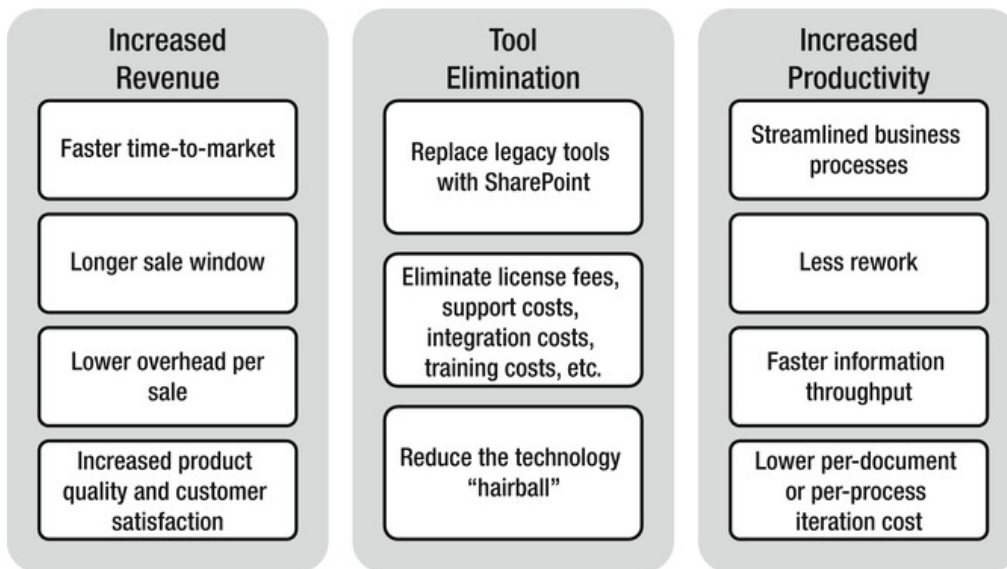 Increased
Revenue
Faster time-to-market
Longer sale window
Lower overhead per
sale
Increased product
quality and customer
satisfaction
Tool
Elimination
Replace legacy tools
with SharePoint
Eliminate license fees,
support costs,
integration costs,
training costs, etc.
Reduce the technology
“hairball”
Increased
Productivity
Streamlined business
processes
Less rework
Faster information
throughput
Lower per-document
or per-process
iteration cost